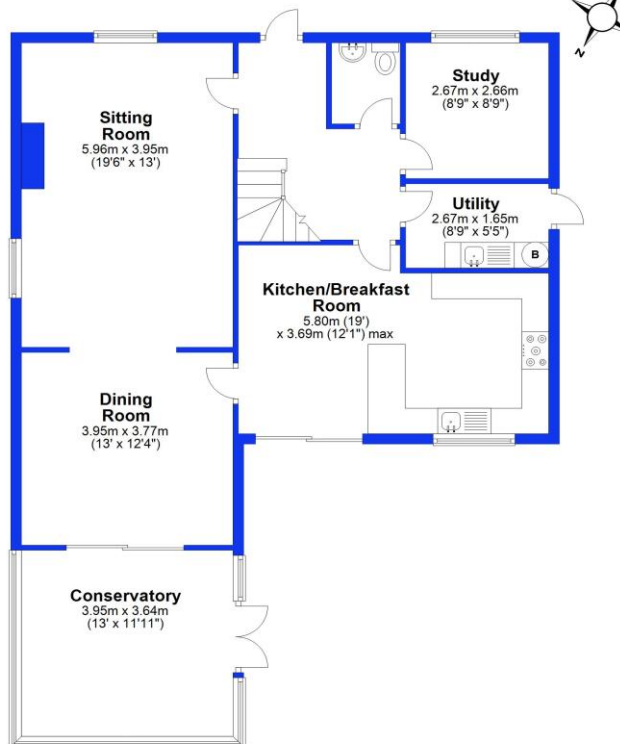 N
Sitting
Room
5.96m x 3.95m
(19'6" x 13')
Study
2.67m x 2.66m
(8'9" x 8'9")
Utility
2.67m x 1.65m
(8'9" x 5'5")
B
Kitchen/Breakfast
Room
5.80m (19')
x 3.69m (12'1") max
Dining
Room
3.95m x 3.77m
(13' x 12'4")
Conservatory
3.95m x 3.64m
(13' x 11'11")